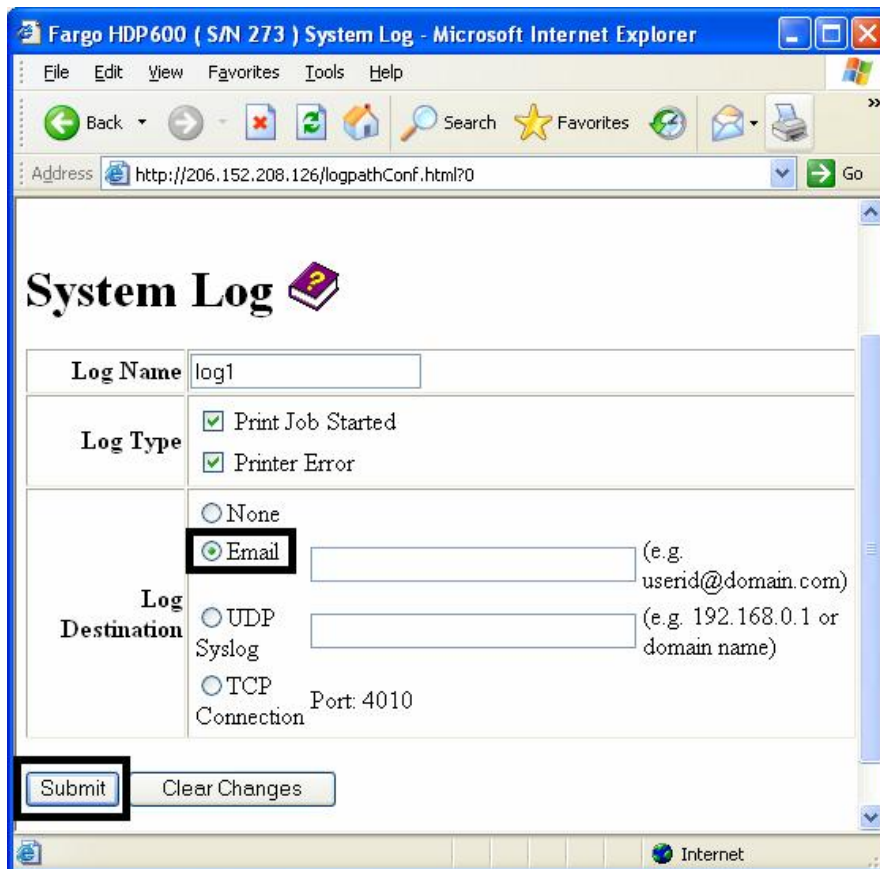 Fargo HDP600 ( S/N 273 ) System Log - Microsoft Internet Explorer
File Edit View Favorites Tools Help
Back Search Favorites »
Address http://206.152.208.126/logpathConf.html?0 Go
System Log ?
Log Name log1
Log Type
Print Job Started
Printer Error
Log Destination
None
Email (e.g. userid@domain.com)
UDP Syslog (e.g. 192.168.0.1 or domain name)
TCP Connection Port: 4010
Submit Clear Changes
Internet